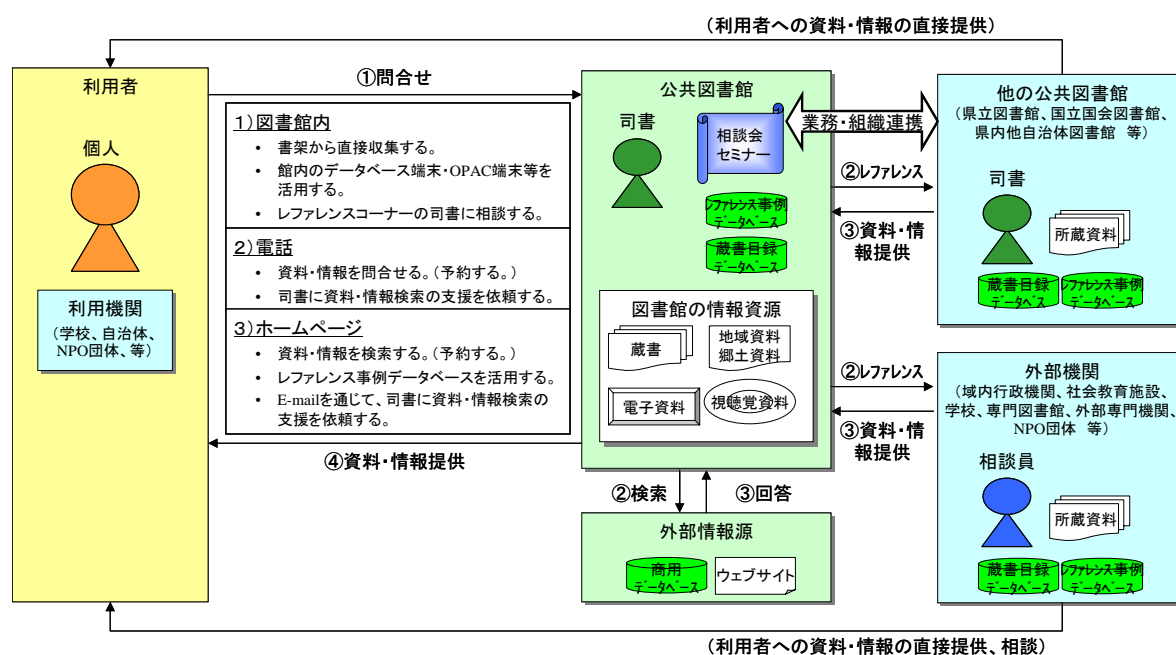 （利用者への資料・情報の直接提供）
利用者
個人
利用機関
（学校、自治体、
NPO団体、等）
①問合せ
1）図書館内
• 書架から直接収集する。
• 館内のデータベース端末・OPAC端末等を
活用する。
• レファレンスコーナーの司書に相談する。
2）電話
• 資料・情報を問合せる。（予約する。）
• 司書に資料・情報検索の支援を依頼する。
3）ホームページ
• 資料・情報を検索する。（予約する。）
• レファレンス事例データベースを活用する。
• E-mailを通じて、司書に資料・情報検索の
支援を依頼する。
④資料・情報提供
公共図書館
司書
相談会
セミナー
レファレンス事例
データベース
蔵書目録
データベース
図書館の情報資源
蔵書
地域資料
郷土資料
電子資料
視聴覚資料
②検索
③回答
外部情報源
商用
データベース
ウェブサイト
業務・組織連携
②レファレンス
③資料・情
報提供
他の公共図書館
（県立図書館、国立国会図書館、
県内他自治体図書館　等）
司書
所蔵資料
蔵書目録
データベース
レファレンス事例
データベース
②レファレンス
③資料・情
報提供
外部機関
（域内行政機関、社会教育施設、
学校、専門図書館、外部専門機関、
NPO団体　等）
相談員
所蔵資料
蔵書目録
データベース
レファレンス事例
データベース
（利用者への資料・情報の直接提供、相談）